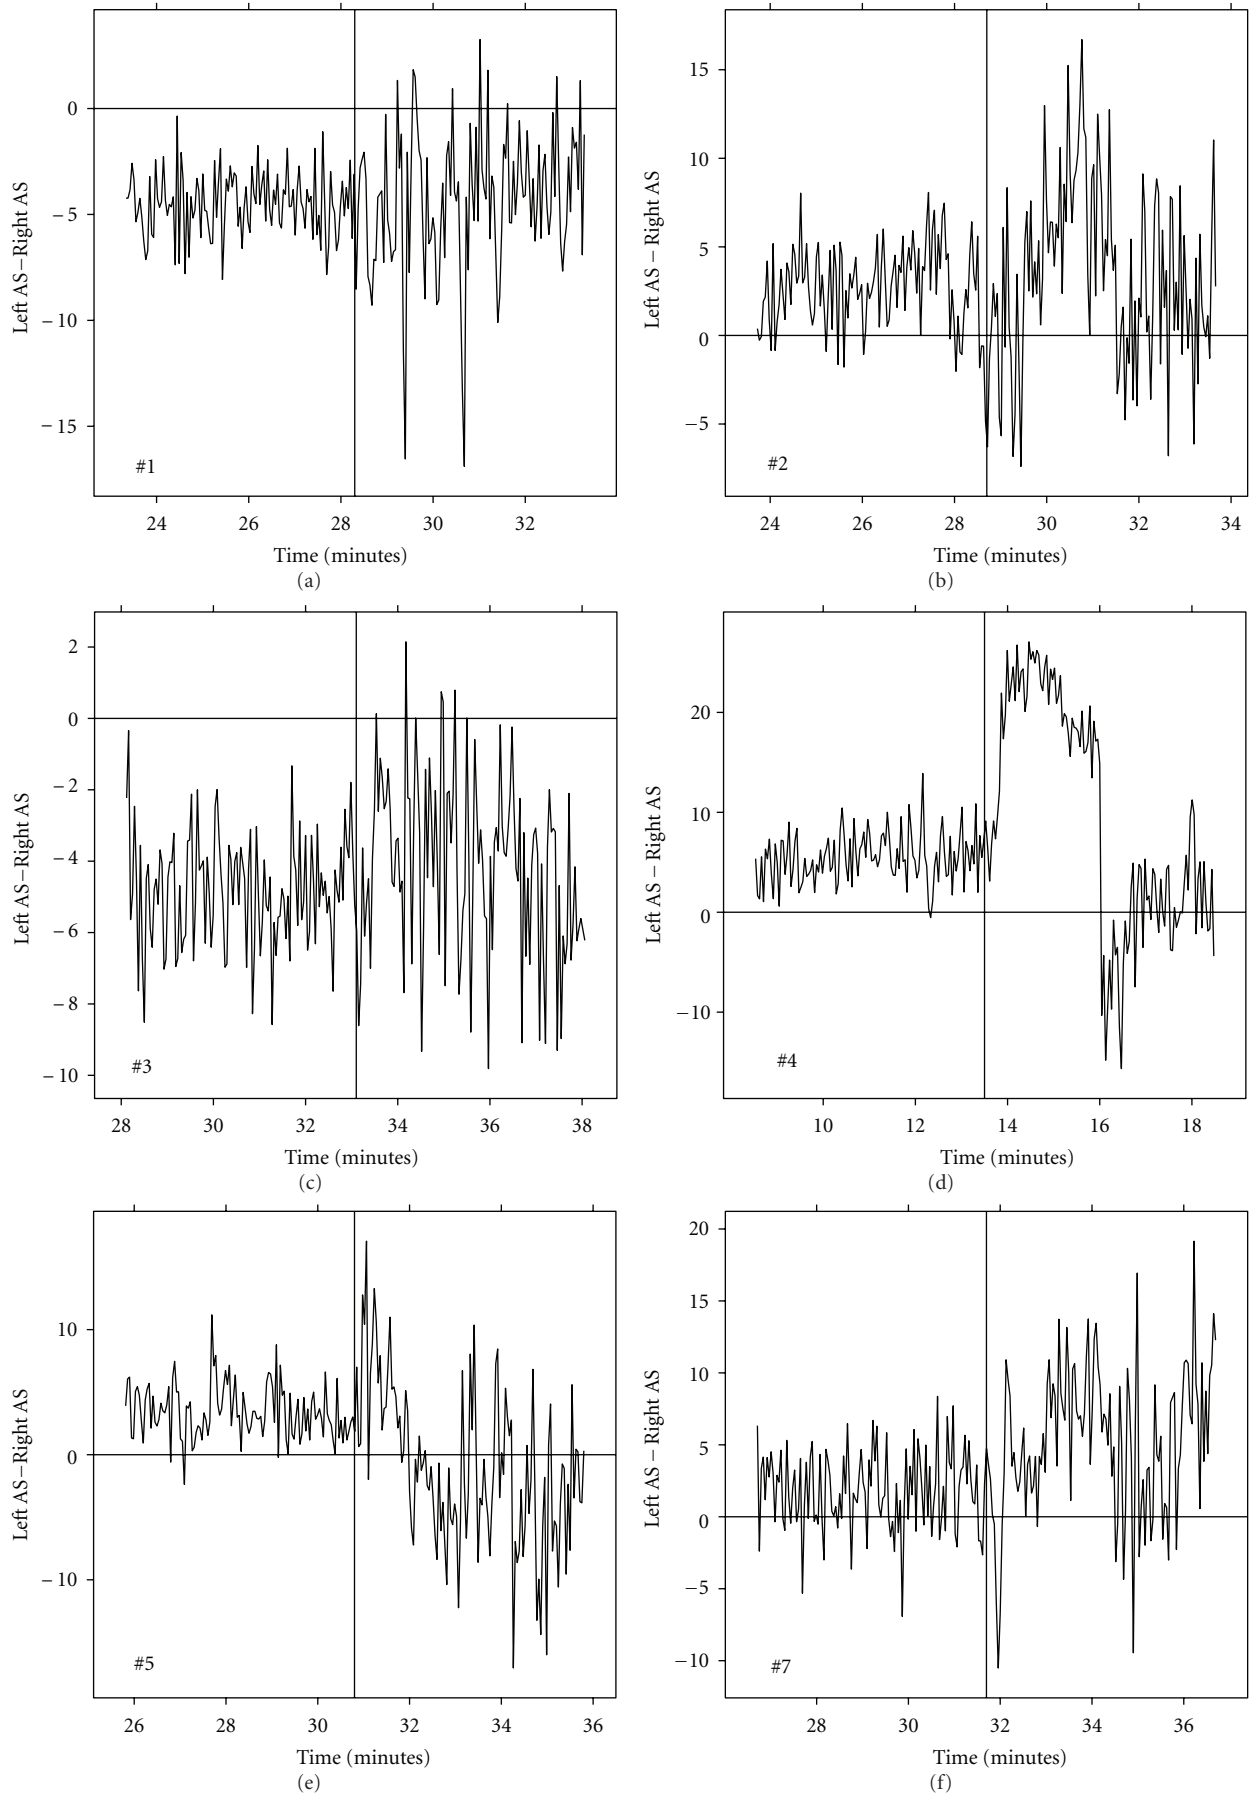 0
−5
−10
−15
Left AS−Right AS
#1
24 26 28 30 32
Time (minutes)
(a)
15
10
5
0
−5
Left AS−Right AS
#2
24 26 28 30 32 34
Time (minutes)
(b)
2
0
−2
−4
−6
−8
−10
Left AS−Right AS
#3
28 30 32 34 36 38
Time (minutes)
(c)
20
10
0
−10
Left AS−Right AS
#4
10 12 14 16 18
Time (minutes)
(d)
10
0
−10
Left AS−Right AS
#5
26 28 30 32 34 36
Time (minutes)
(e)
20
15
10
5
0
−5
−10
Left AS−Right AS
#7
28 30 32 34 36
Time (minutes)
(f)